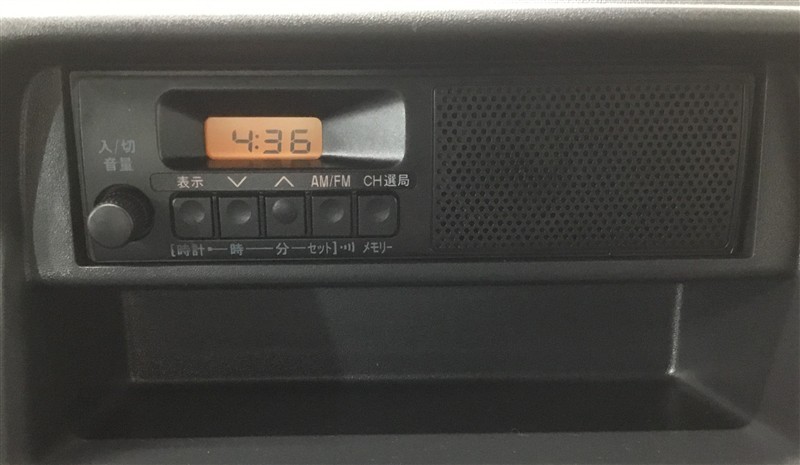 4:36
入/切
音量
表示 ∨ ∧ AM/FM CH選局
[時計 時 分 セット] メモリー